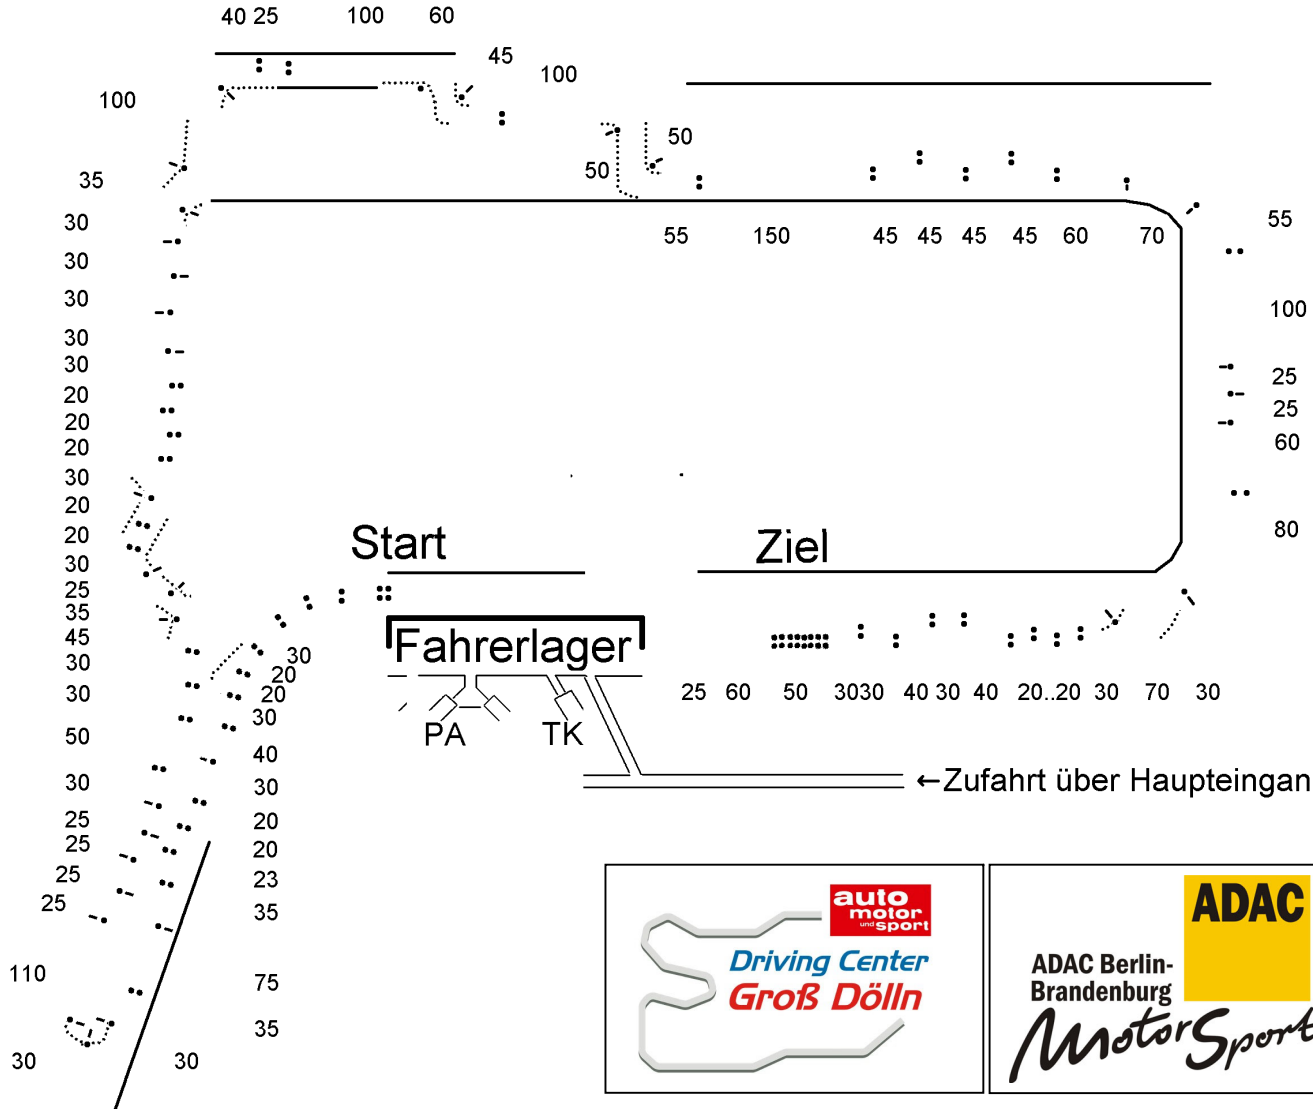 40 25 100 60
45
100
100
50
50
35
30
30
30
30
30
20
20
20
30
20
20
30
25
35
45
30
30
50
30
25
25
25
25
110
30
55 150 45 45 45 45 60 70
55
100
25
25
60
80
Start
Ziel
Fahrerlager
PA
TK
30
20
20
30
40
30
20
20
23
35
75
35
30
25 60 50 3030 40 30 40 20..20 30 70 30
←Zufahrt über Haupteingan
auto
motor
und sport
Driving Center
Groß Dölln
ADAC
ADAC Berlin-
Brandenburg
MotorSport